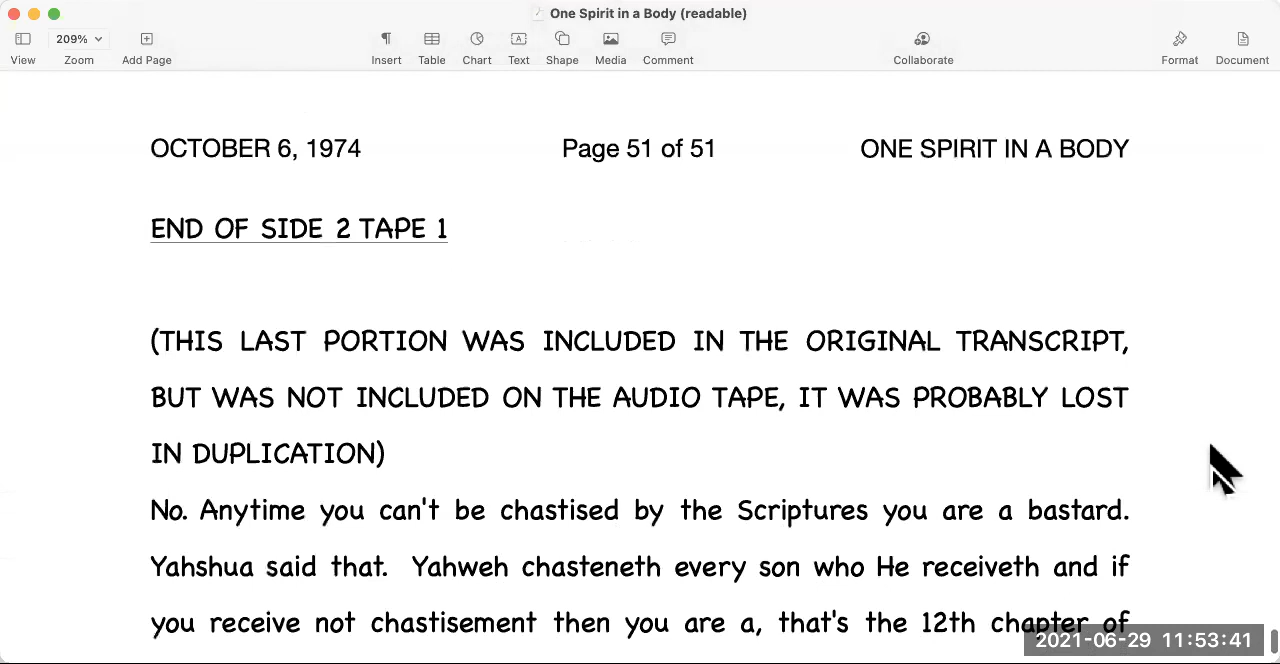 One Spirit in a Body (readable)
209%
View Zoom Add Page Insert Table Chart Text Shape Media Comment Collaborate Format Document
OCTOBER 6, 1974 Page 51 of 51 ONE SPIRIT IN A BODY
END OF SIDE 2 TAPE 1
(THIS LAST PORTION WAS INCLUDED IN THE ORIGINAL TRANSCRIPT,
BUT WAS NOT INCLUDED ON THE AUDIO TAPE, IT WAS PROBABLY LOST
IN DUPLICATION)
No. Anytime you can't be chastised by the Scriptures you are a bastard.
Yahshua said that. Yahweh chasteneth every son who He receiveth and if
you receive not chastisement then you are a, that's the 12th chapter of
2021-06-29 11:53:41